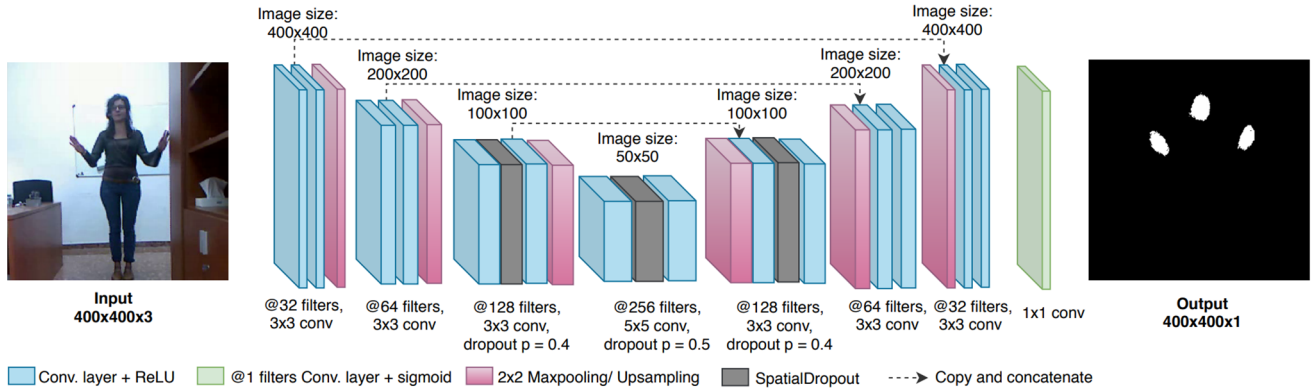 Image size:
400x400
Image size:
400x400
Image size:
200x200
Image size:
200x200
Image size:
100x100
Image size:
100x100
Image size:
50x50
Input
400x400x3
@32 filters,
3x3 conv
@64 filters,
3x3 conv
@128 filters,
3x3 conv,
dropout p = 0.4
@256 filters,
5x5 conv,
dropout p = 0.5
@128 filters,
3x3 conv,
dropout p = 0.4
@64 filters,
3x3 conv
@32 filters,
3x3 conv
1x1 conv
Output
400x400x1
Conv. layer + ReLU
@1 filters Conv. layer + sigmoid
2x2 Maxpooling/ Upsampling
SpatialDropout
Copy and concatenate